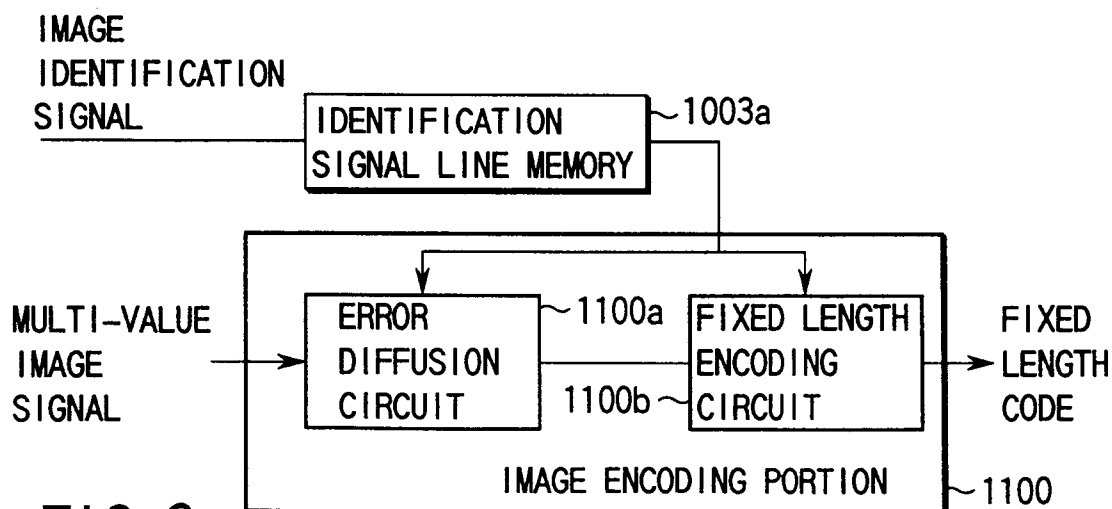 IMAGE
IDENTIFICATION
SIGNAL
IDENTIFICATION
SIGNAL LINE MEMORY
1003a
MULTI-VALUE
IMAGE
SIGNAL
ERROR
DIFFUSION
CIRCUIT
1100a
FIXED LENGTH
ENCODING
CIRCUIT
1100b
FIXED
LENGTH
CODE
IMAGE ENCODING PORTION
1100